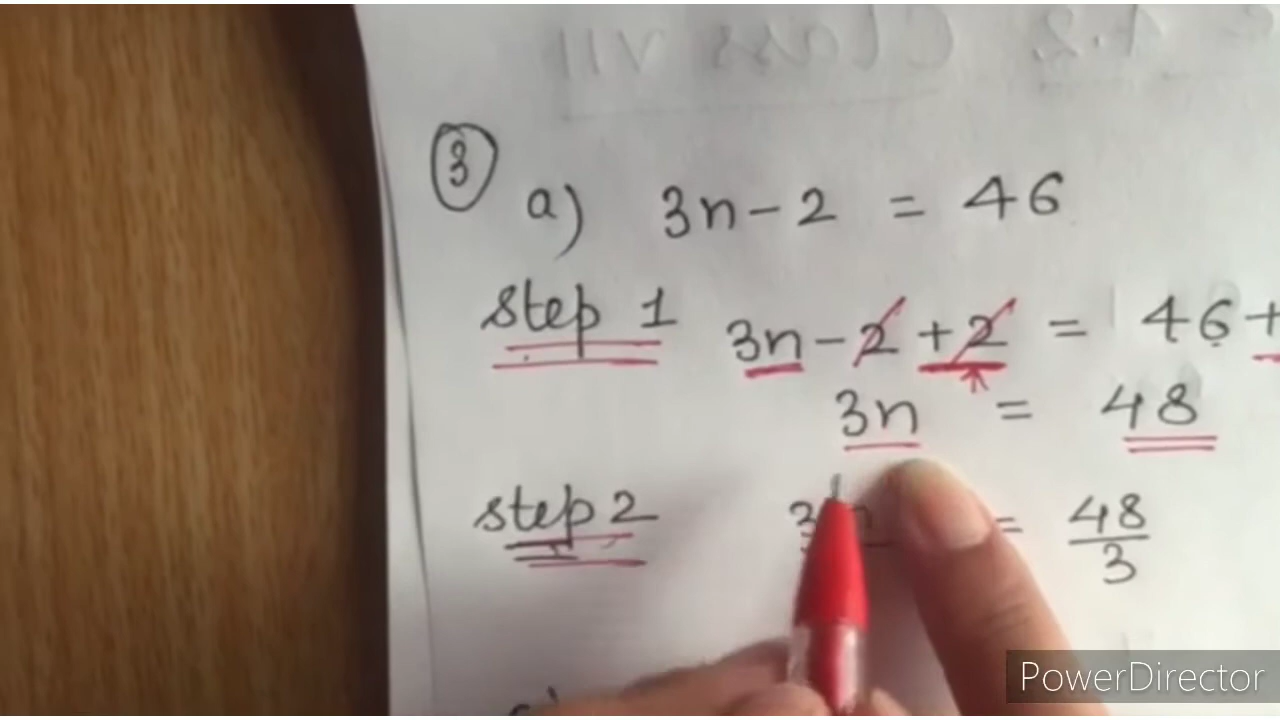 ③
a) 3n - 2 = 46
step 1 3n - 2 + 2 = 46 +
3n = 48
step 2 = 48/3
PowerDirector